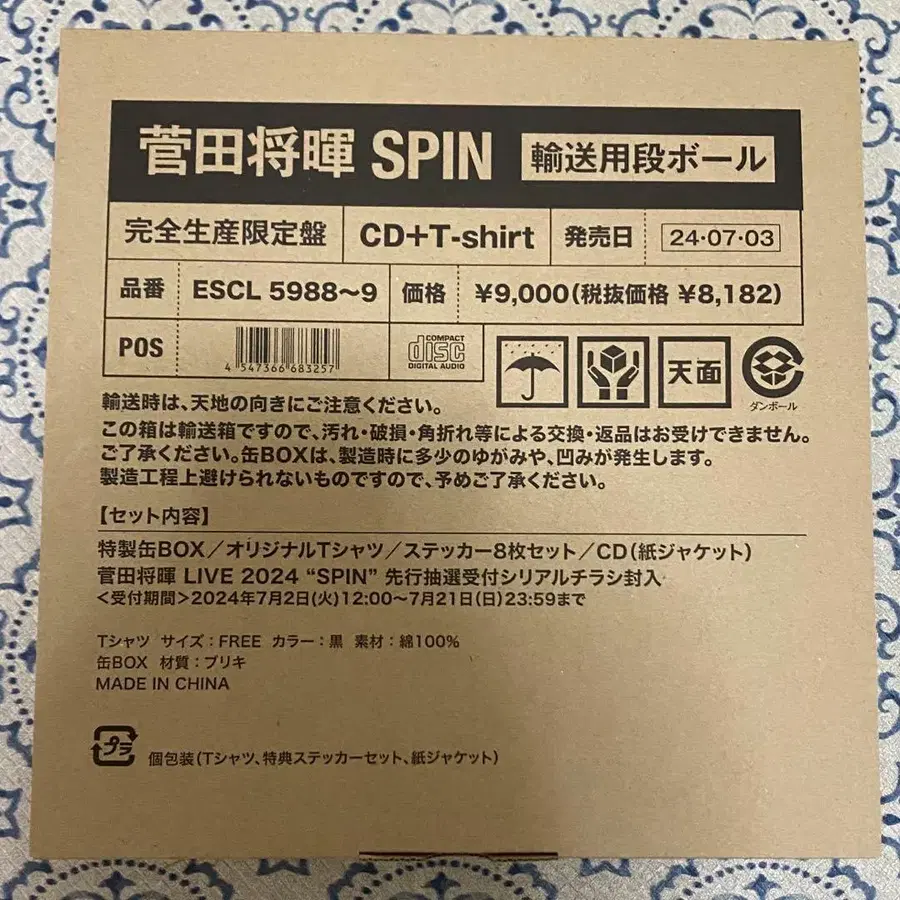 菅田将暉 SPIN 輸送用段ボール
完全生産限定盤 CD+T-shirt 発売日 24・07・03
品番 ESCL 5988〜9 価格 ¥9,000(税抜価格 ¥8,182)
POS 4 547366 683257 COMPACT disc DIGITAL AUDIO 天面 ダンボール
輸送時は、天地の向きにご注意ください。
この箱は輸送箱ですので、汚れ・破損・角折れ等による交換・返品はお受けできません。
ご了承ください。缶BOXは、製造時に多少のゆがみや、凹みが発生します。
製造工程上避けられないものですので、予めご了承ください。
【セット内容】
特製缶BOX/オリジナルTシャツ/ステッカー8枚セット/CD(紙ジャケット)
菅田将暉 LIVE 2024 “SPIN” 先行抽選受付シリアルチラシ封入
<受付期間>2024年7月2日(火)12:00〜7月21日(日)23:59まで
Tシャツ サイズ:FREE カラー:黒 素材:綿100%
缶BOX 材質:ブリキ
MADE IN CHINA
プラ 個包装(Tシャツ、特典ステッカーセット、紙ジャケット)